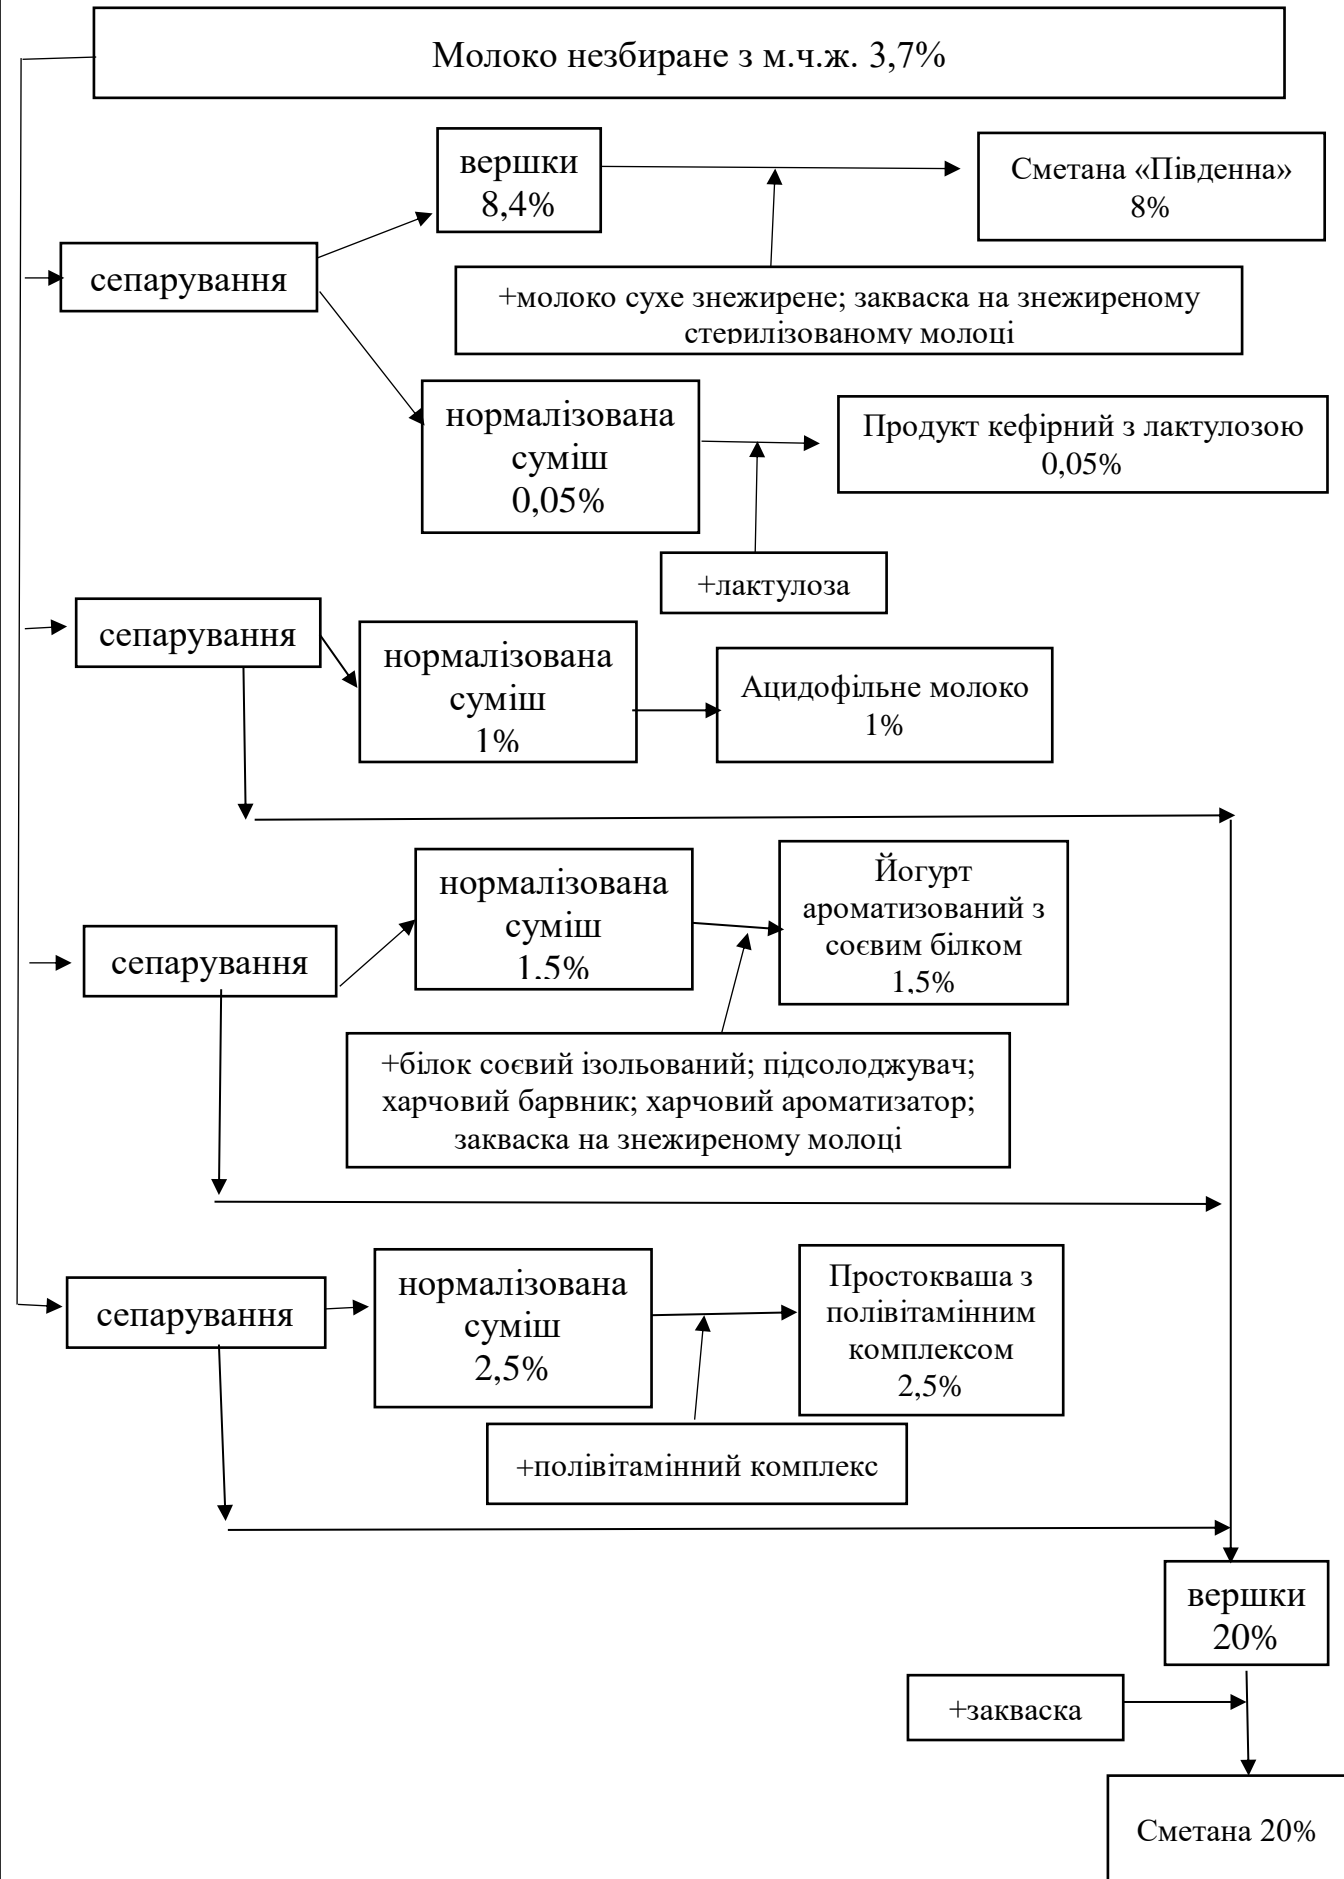 Молоко незбиране з м.ч.ж. 3,7%
вершки
8,4%
Сметана «Південна»
8%
сепарування
+молоко сухе знежирене; закваска на знежиреному
стерилізованому молоці
нормалізована
суміш
0,05%
Продукт кефірний з лактулозою
0,05%
+лактулоза
сепарування
нормалізована
суміш
1%
Ацидофільне молоко
1%
сепарування
нормалізована
суміш
1,5%
Йогурт
ароматизований з
соєвим білком
1,5%
+білок соєвий ізольований; підсолоджувач;
харчовий барвник; харчовий ароматизатор;
закваска на знежиреному молоці
сепарування
нормалізована
суміш
2,5%
Простокваша з
полівітамінним
комплексом
2,5%
+полівітамінний комплекс
вершки
20%
+закваска
Сметана 20%